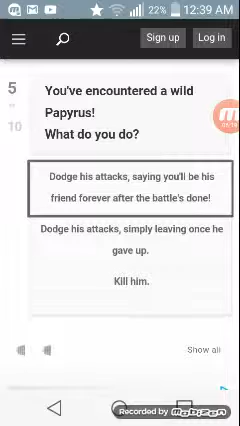 22% 12:39 AM
Sign up Log in
5
10
You've encountered a wild
Papyrus!
What do you do?
Dodge his attacks, saying you'll be his
friend forever after the battle's done!
Dodge his attacks, simply leaving once he
gave up.
Kill him.
Show all
Recorded by Mobizen